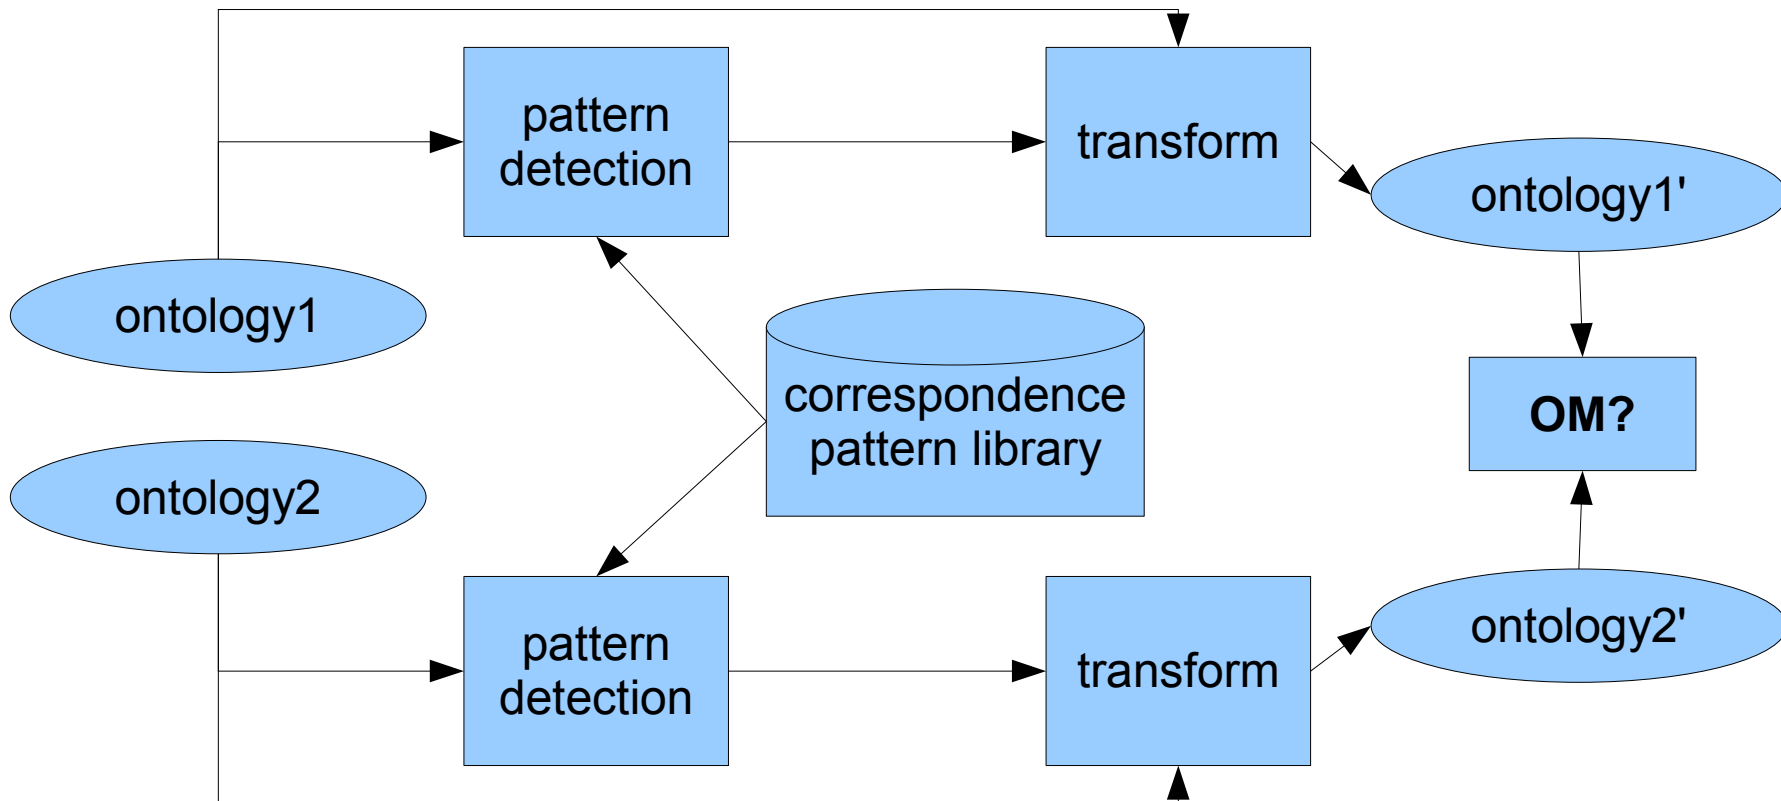 pattern
detection
transform
ontology1'
ontology1
correspondence
pattern library
OM?
ontology2
pattern
detection
transform
ontology2'